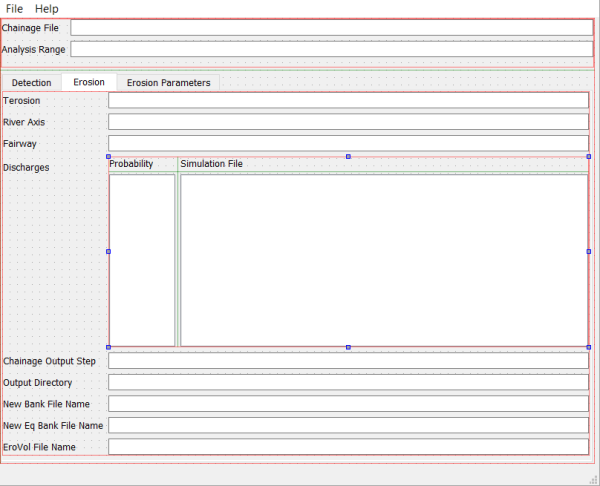 File Help
Chainage File
Analysis Range
Detection Erosion Erosion Parameters
Terosion
River Axis
Fairway
Discharges Probability Simulation File
Chainage Output Step
Output Directory
New Bank File Name
New Eq Bank File Name
EroVol File Name